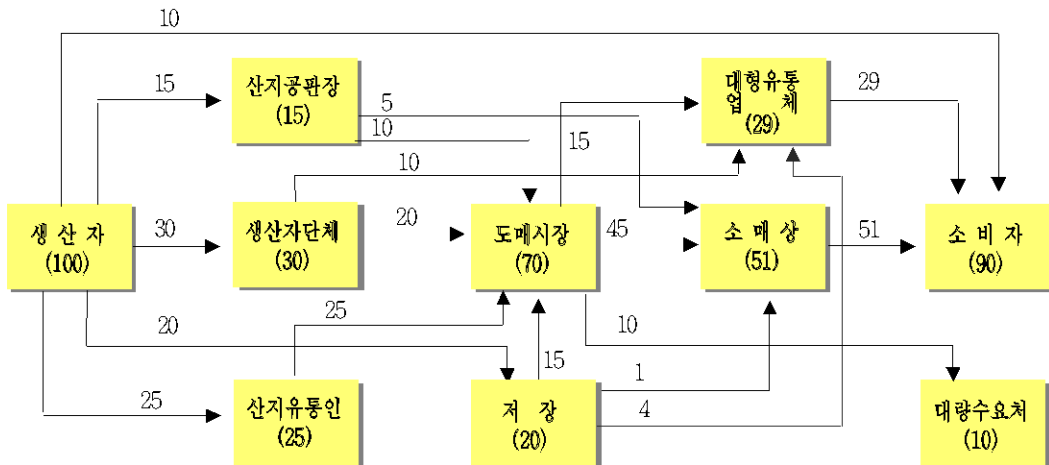 10
15
산지공판장
(15)
5
10
대형유통
업 체
(29)
29
15
10
생 산 자
(100)
30
생산자단체
(30)
20
도매시장
(70)
45
소 매 상
(51)
51
소 비 자
(90)
25
20
10
15
1
4
25
산지유통인
(25)
저 장
(20)
대량수요처
(10)